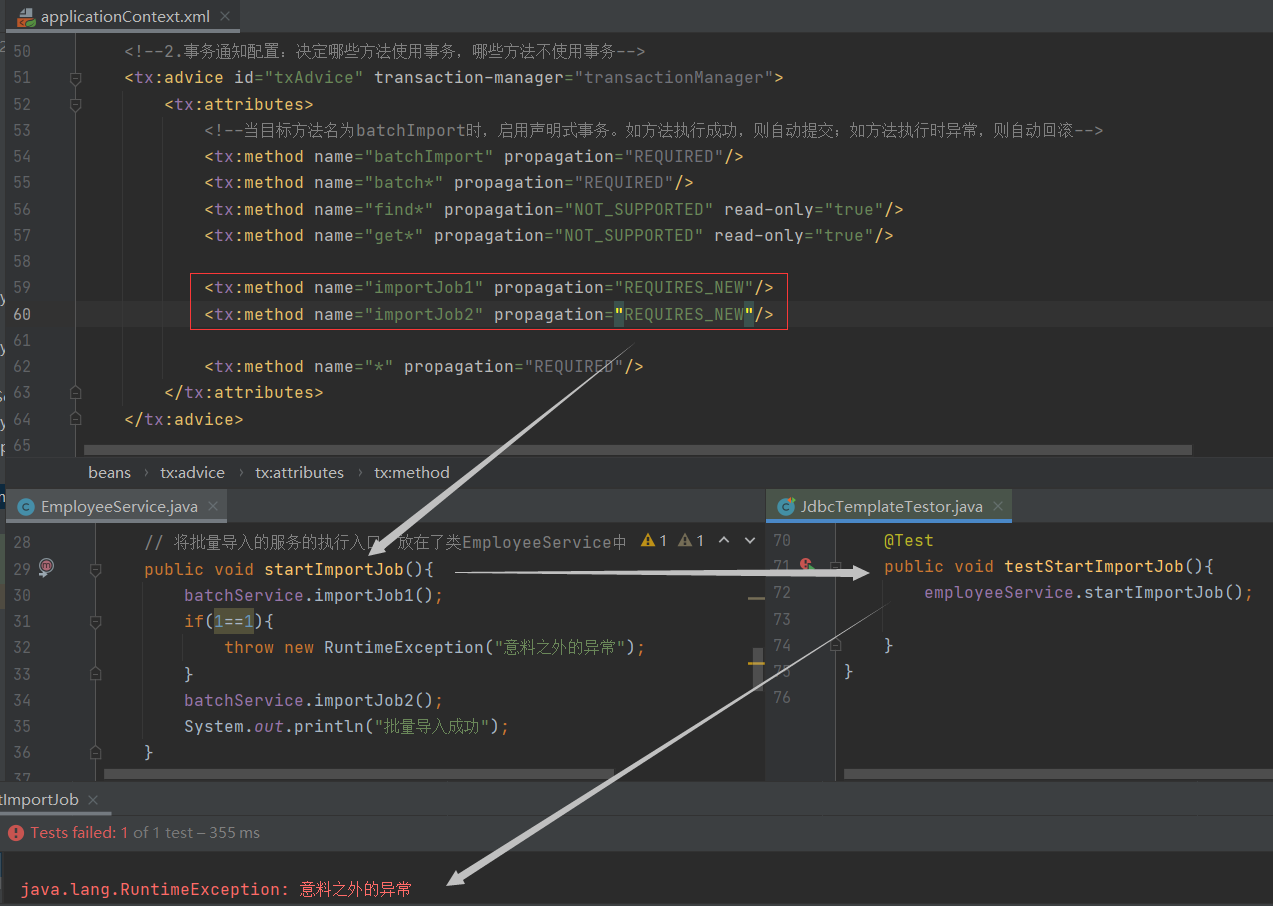 applicationContext.xml
50 <!--2.事务通知配置：决定哪些方法使用事务，哪些方法不使用事务-->
51 <tx:advice id="txAdvice" transaction-manager="transactionManager">
52 <tx:attributes>
53 <!--当目标方法名为batchImport时，启用声明式事务。如方法执行成功，则自动提交；如方法执行时异常，则自动回滚-->
54 <tx:method name="batchImport" propagation="REQUIRED"/>
55 <tx:method name="batch*" propagation="REQUIRED"/>
56 <tx:method name="find*" propagation="NOT_SUPPORTED" read-only="true"/>
57 <tx:method name="get*" propagation="NOT_SUPPORTED" read-only="true"/>
58
59 <tx:method name="importJob1" propagation="REQUIRES_NEW"/>
60 <tx:method name="importJob2" propagation="REQUIRES_NEW"/>
61
62 <tx:method name="*" propagation="REQUIRED"/>
63 </tx:attributes>
64 </tx:advice>
65
beans › tx:advice › tx:attributes › tx:method
EmployeeService.java
28 // 将批量导入的服务的执行入口 放在了类EmployeeService中 1 1
29 public void startImportJob(){
30 batchService.importJob1();
31 if(1==1){
32 throw new RuntimeException("意料之外的异常");
33 }
34 batchService.importJob2();
35 System.out.println("批量导入成功");
36 }
37
JdbcTemplateTestor.java
70 @Test
71 public void testStartImportJob(){
72 employeeService.startImportJob();
73
74 }
75 }
76
tImportJob
Tests failed: 1 of 1 test – 355 ms
java.lang.RuntimeException: 意料之外的异常